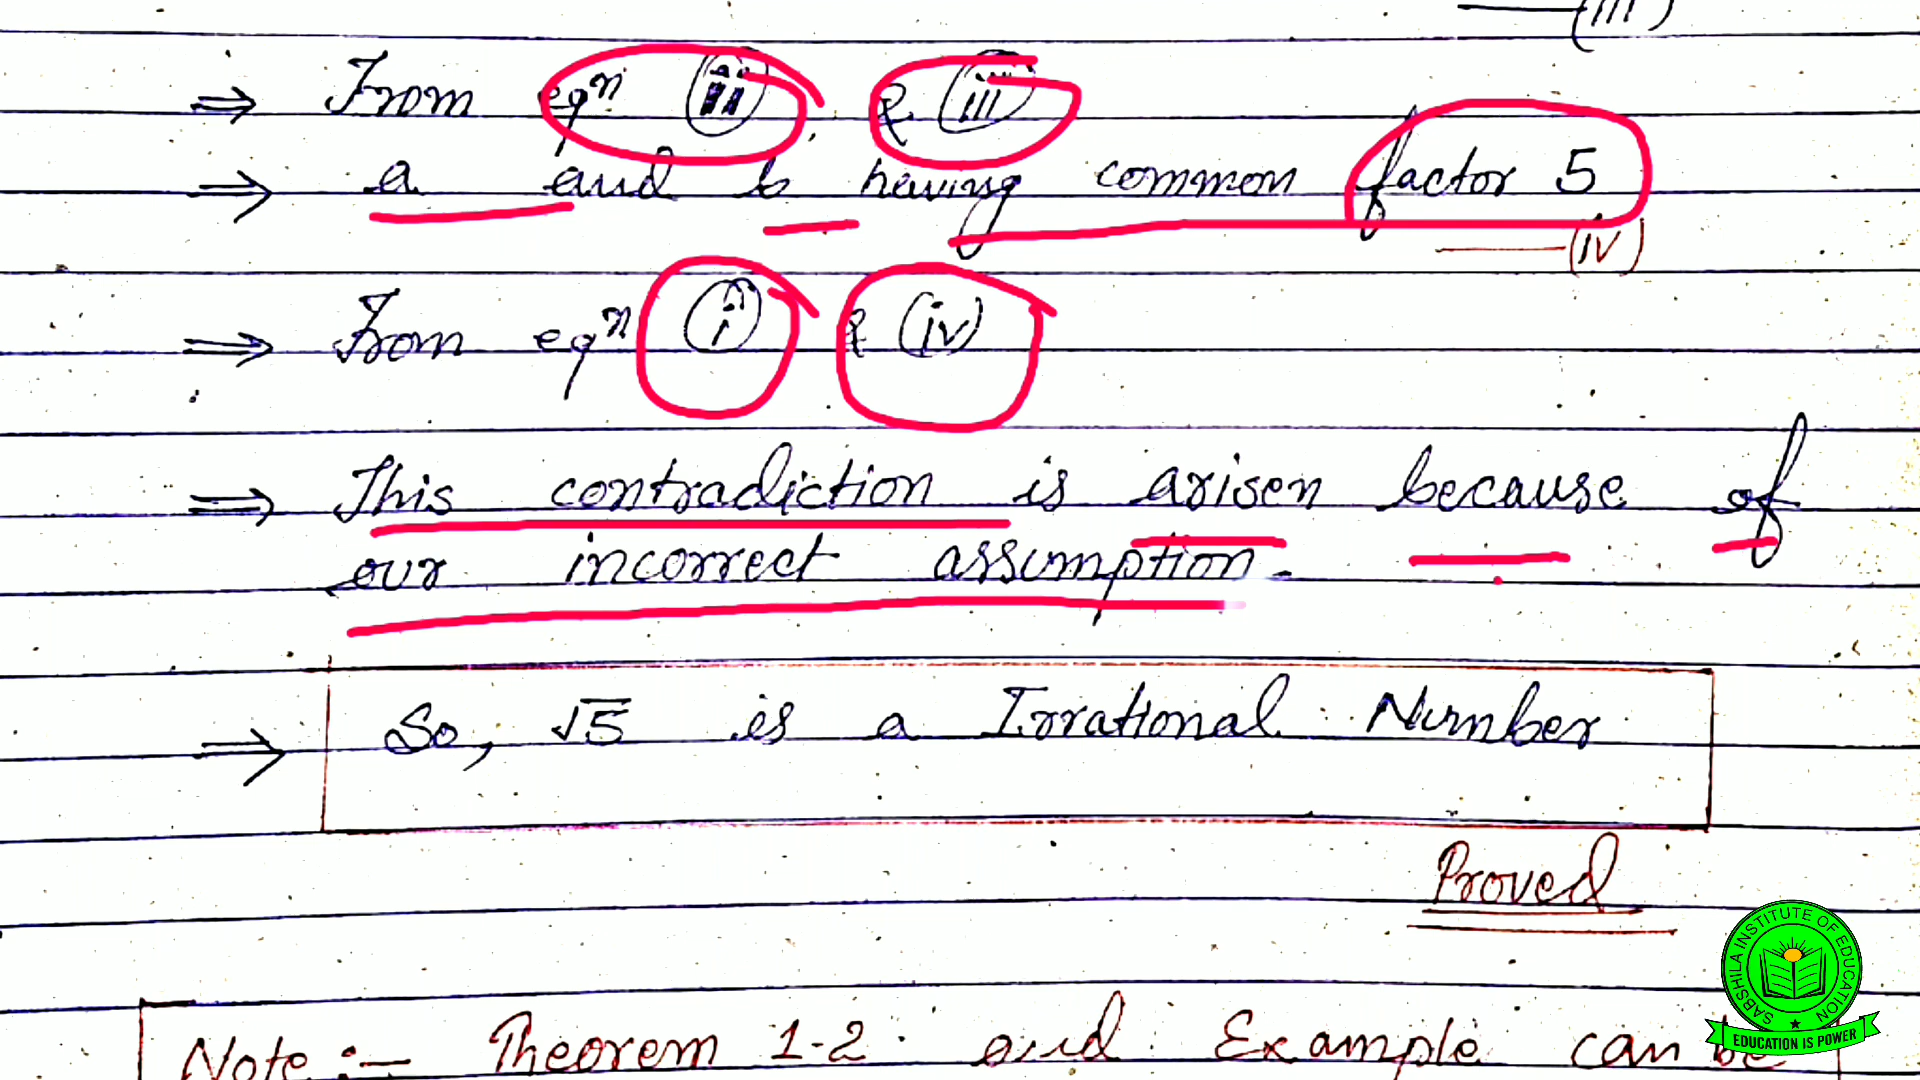 (iii)
⇒ From eqⁿ (ii) & (iii)
⇒ a and b having common factor 5
(iv)
⇒ From eqⁿ (i) & (iv)
⇒ This contradiction is arisen because of
our incorrect assumption.
⇒ So, √5 is a Irrational Number
Proved
SABSHILA INSTITUTE OF EDUCATION
EDUCATION IS POWER
Note :- Theorem 1.2 and Example can be